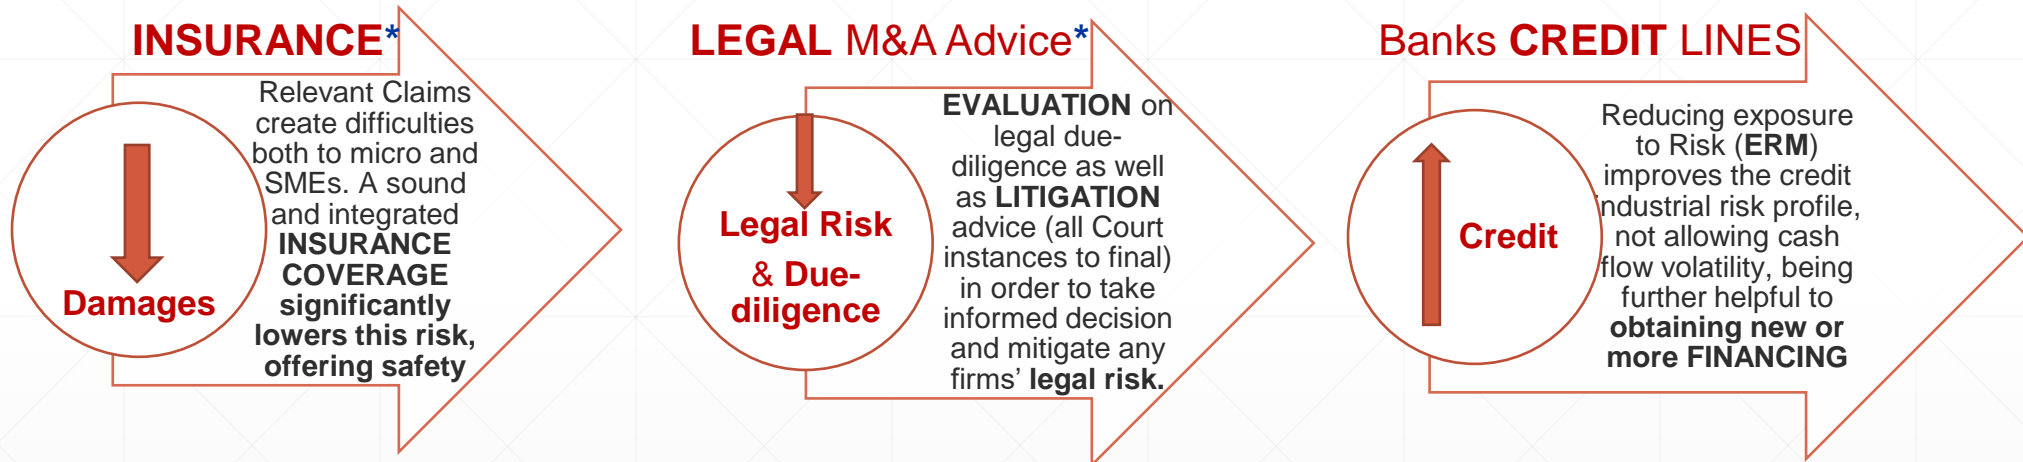 INSURANCE*
Relevant Claims
create difficulties
both to micro and
SMEs. A sound
and integrated
INSURANCE
COVERAGE
significantly
lowers this risk,
offering safety
Damages
LEGAL M&A Advice*
EVALUATION on
legal due-
diligence as well
as LITIGATION
advice (all Court
instances to final)
in order to take
informed decision
and mitigate any
firms’ legal risk.
Legal Risk
& Due-
diligence
Banks CREDIT LINES
Reducing exposure
to Risk (ERM)
improves the credit
industrial risk profile,
not allowing cash
flow volatility, being
further helpful to
obtaining new or
more FINANCING
Credit